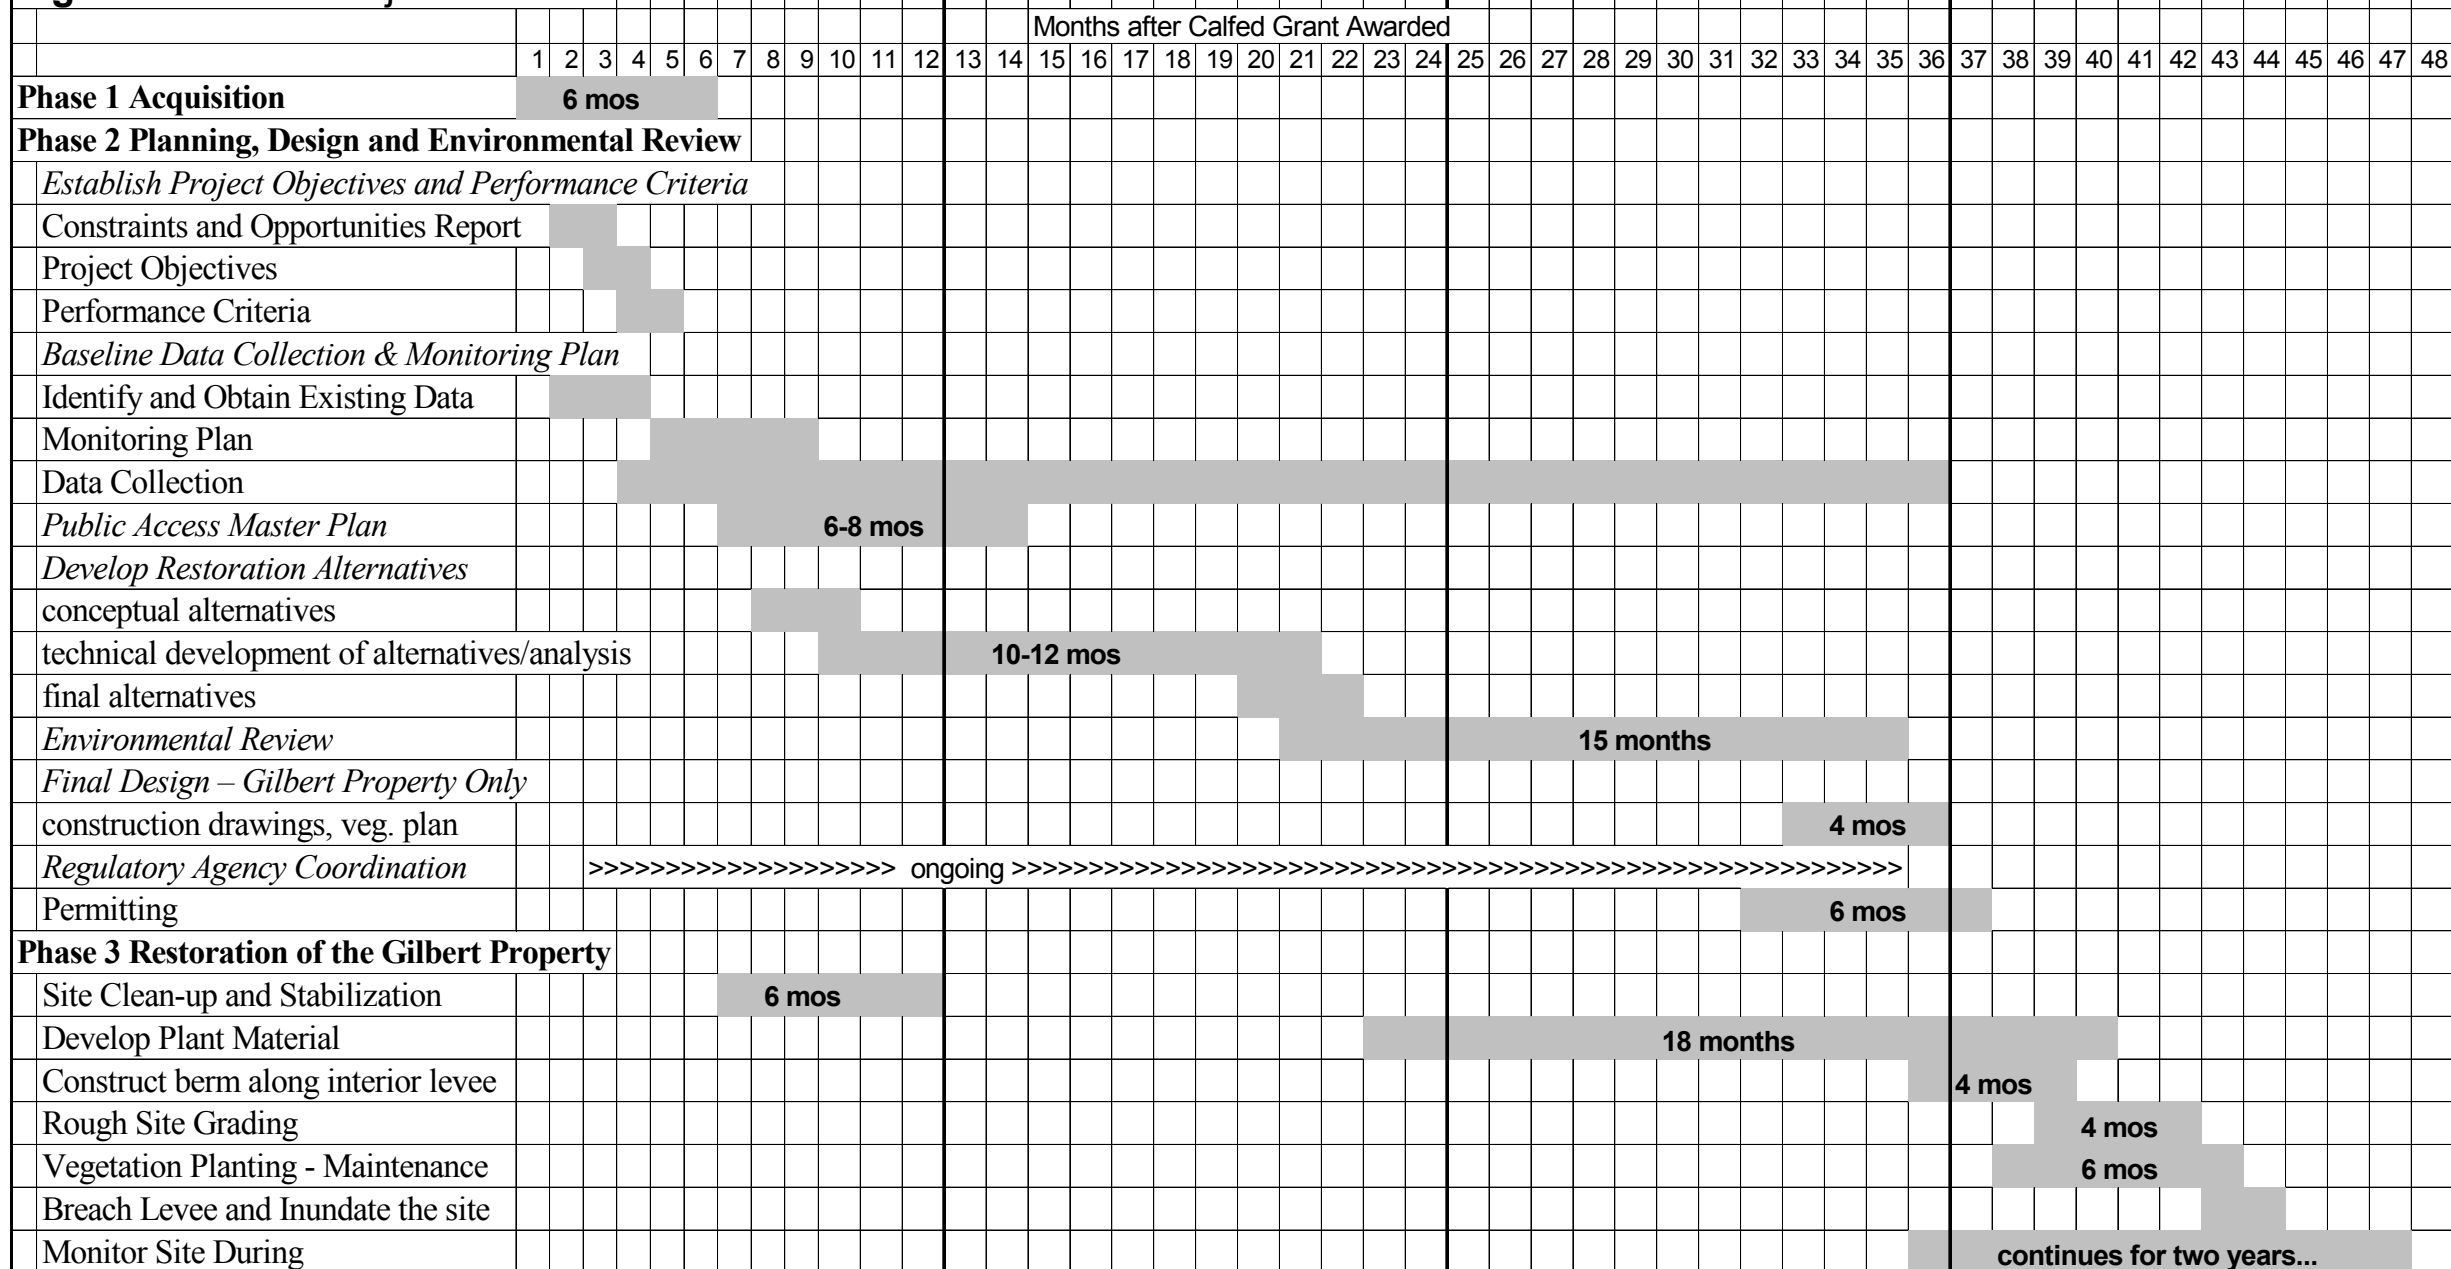 Months after Calfed Grant Awarded
1 2 3 4 5 6 7 8 9 10 11 12 13 14 15 16 17 18 19 20 21 22 23 24 25 26 27 28 29 30 31 32 33 34 35 36 37 38 39 40 41 42 43 44 45 46 47 48
Phase 1 Acquisition 6 mos
Phase 2 Planning, Design and Environmental Review
Establish Project Objectives and Performance Criteria
Constraints and Opportunities Report
Project Objectives
Performance Criteria
Baseline Data Collection & Monitoring Plan
Identify and Obtain Existing Data
Monitoring Plan
Data Collection
Public Access Master Plan 6-8 mos
Develop Restoration Alternatives
conceptual alternatives
technical development of alternatives/analysis 10-12 mos
final alternatives
Environmental Review 15 months
Final Design – Gilbert Property Only
construction drawings, veg. plan 4 mos
Regulatory Agency Coordination >>>>>>>>>>>>>>>>>>>> ongoing >>>>>>>>>>>>>>>>>>>>>>>>>>>>>>>>>>>>>>>>>>>>>>>>>>>>>>>>>>
Permitting 6 mos
Phase 3 Restoration of the Gilbert Property
Site Clean-up and Stabilization 6 mos
Develop Plant Material 18 months
Construct berm along interior levee 4 mos
Rough Site Grading 4 mos
Vegetation Planting - Maintenance 6 mos
Breach Levee and Inundate the site
Monitor Site During continues for two years...